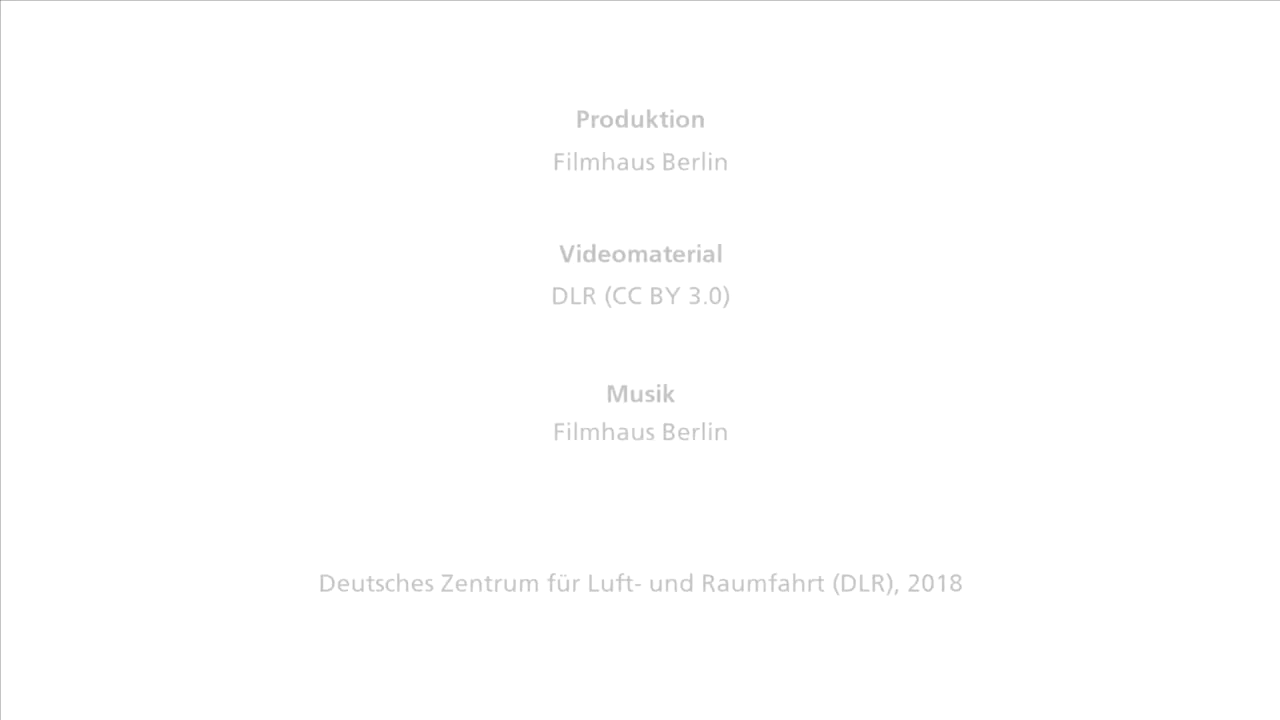 Produktion
Filmhaus Berlin
Videomaterial
DLR (CC BY 3.0)
Musik
Filmhaus Berlin
Deutsches Zentrum für Luft- und Raumfahrt (DLR), 2018